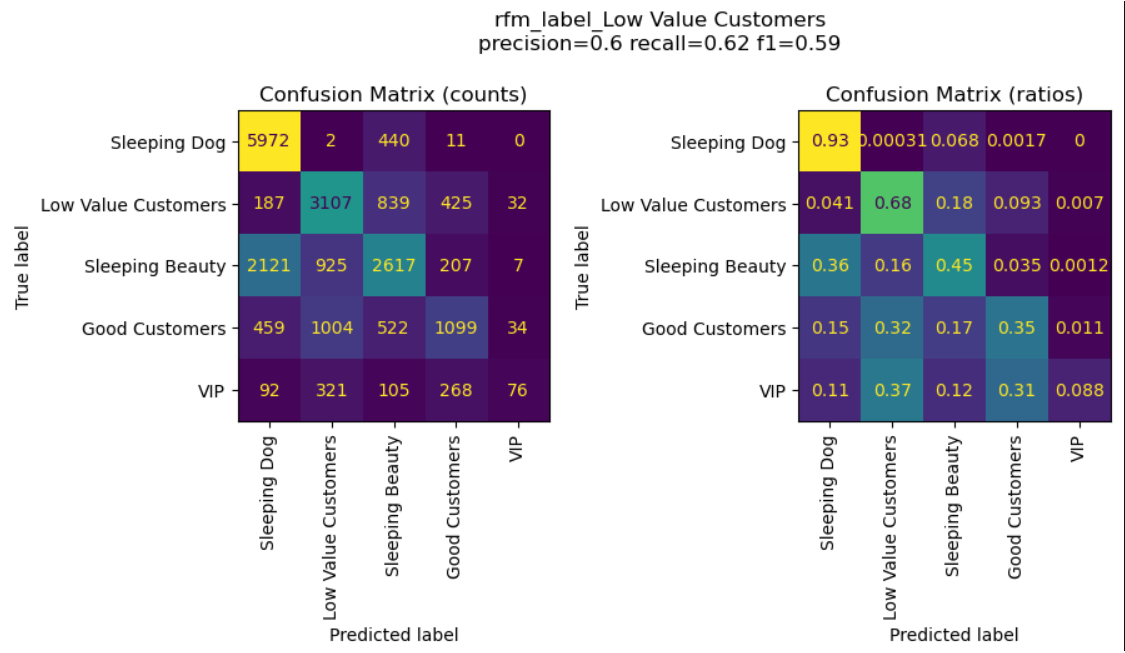 rfm_label_Low Value Customers
precision=0.6 recall=0.62 f1=0.59
Confusion Matrix (counts)
True label
Sleeping Dog 5972 2 440 11 0
Low Value Customers 187 3107 839 425 32
Sleeping Beauty 2121 925 2617 207 7
Good Customers 459 1004 522 1099 34
VIP 92 321 105 268 76
Sleeping Dog
Low Value Customers
Sleeping Beauty
Good Customers
VIP
Predicted label
Confusion Matrix (ratios)
True label
Sleeping Dog 0.93 0.00031 0.068 0.0017 0
Low Value Customers 0.041 0.68 0.18 0.093 0.007
Sleeping Beauty 0.36 0.16 0.45 0.035 0.0012
Good Customers 0.15 0.32 0.17 0.35 0.011
VIP 0.11 0.37 0.12 0.31 0.088
Sleeping Dog
Low Value Customers
Sleeping Beauty
Good Customers
VIP
Predicted label